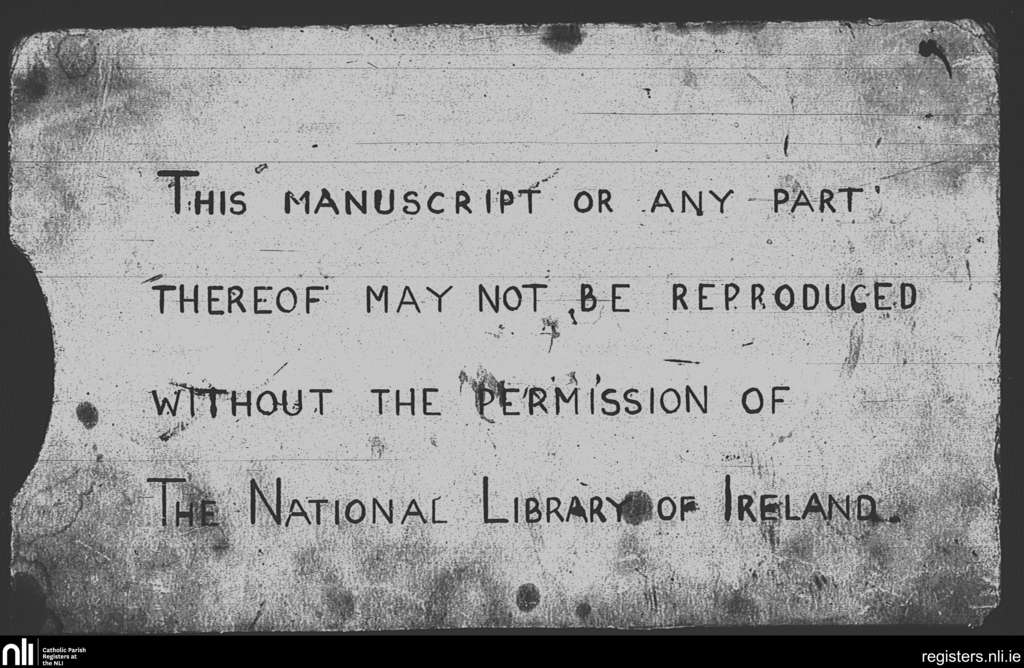 THIS MANUSCRIPT OR ANY PART
THEREOF MAY NOT BE REPRODUCED
WITHOUT THE PERMISSION OF
THE NATIONAL LIBRARY OF IRELAND.
nli Catholic Parish
Registers at
the NLI
registers.nli.ie